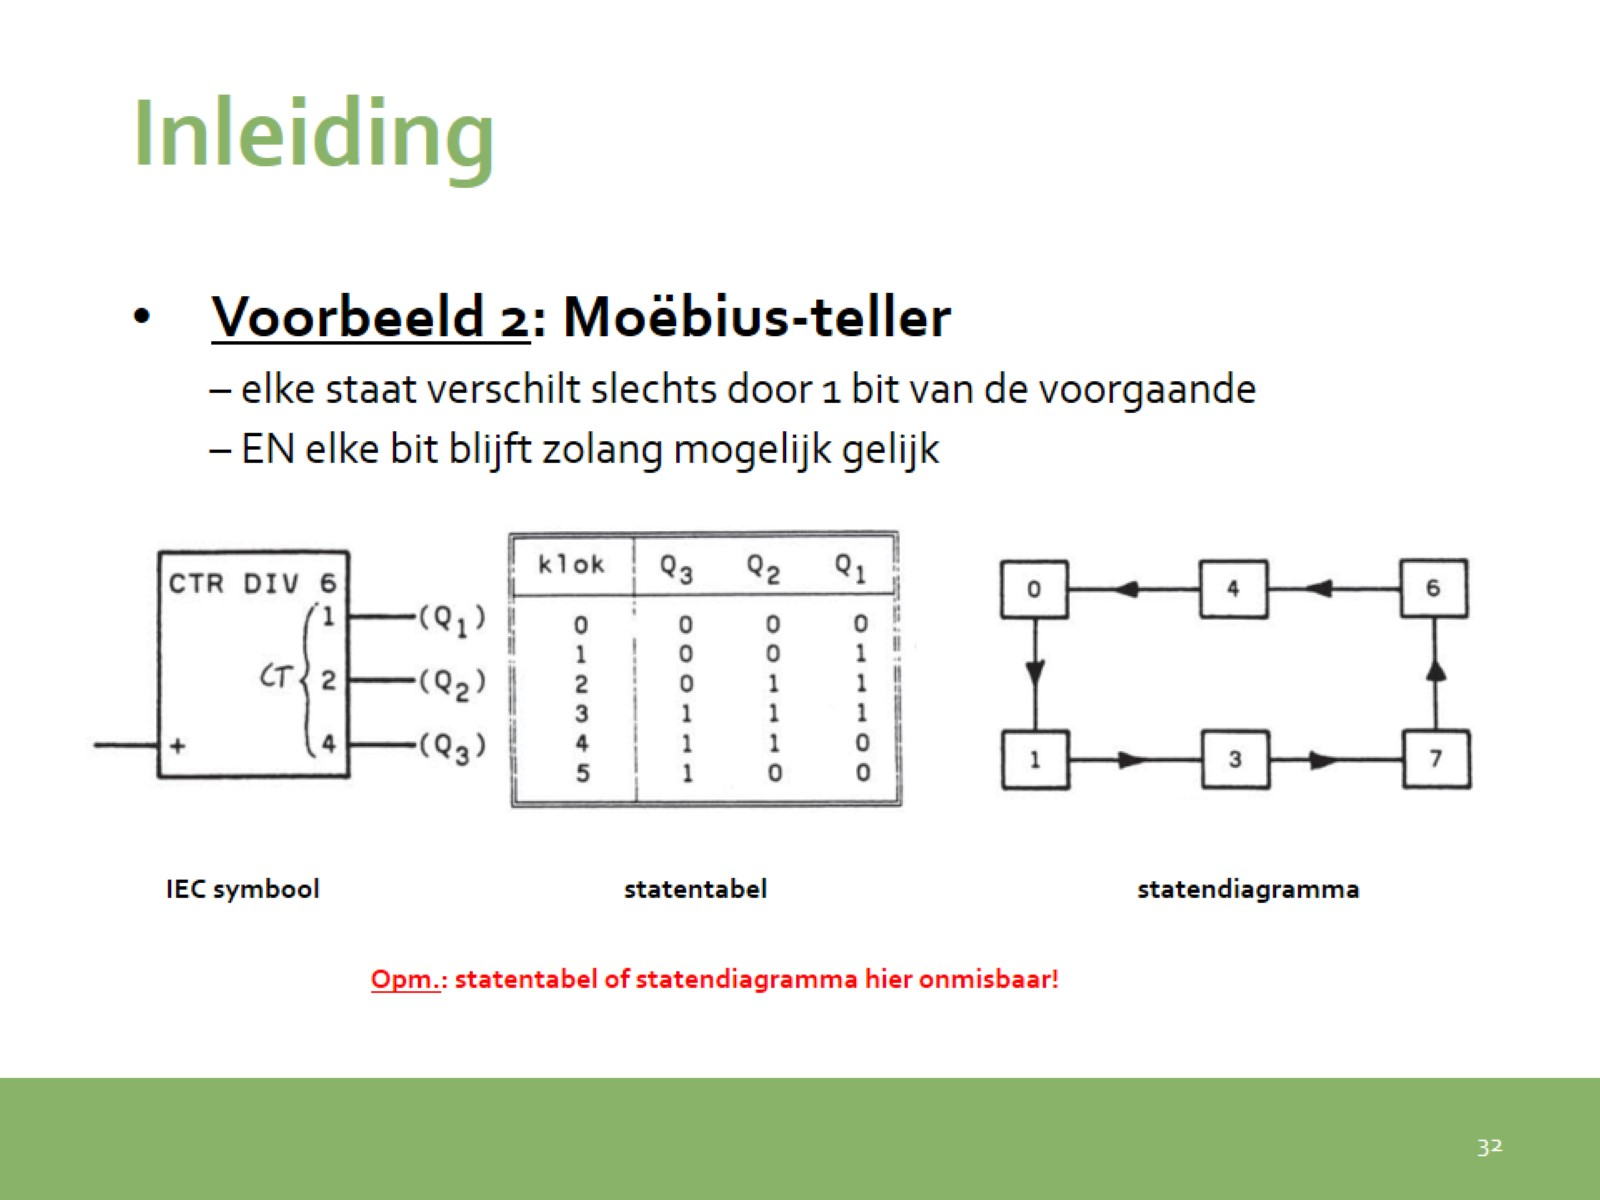 Inleiding
• Voorbeeld 2: Moëbius-teller
– elke staat verschilt slechts door 1 bit van de voorgaande
– EN elke bit blijft zolang mogelijk gelijk
CTR DIV 6
1 (Q1)
CT 2 (Q2)
+ 4 (Q3)
klok Q3 Q2 Q1
0 0 0 0
1 0 0 1
2 0 1 1
3 1 1 1
4 1 1 0
5 1 0 0
0 4 6
1 3 7
IEC symbool
statentabel
statendiagramma
Opm.: statentabel of statendiagramma hier onmisbaar!
32